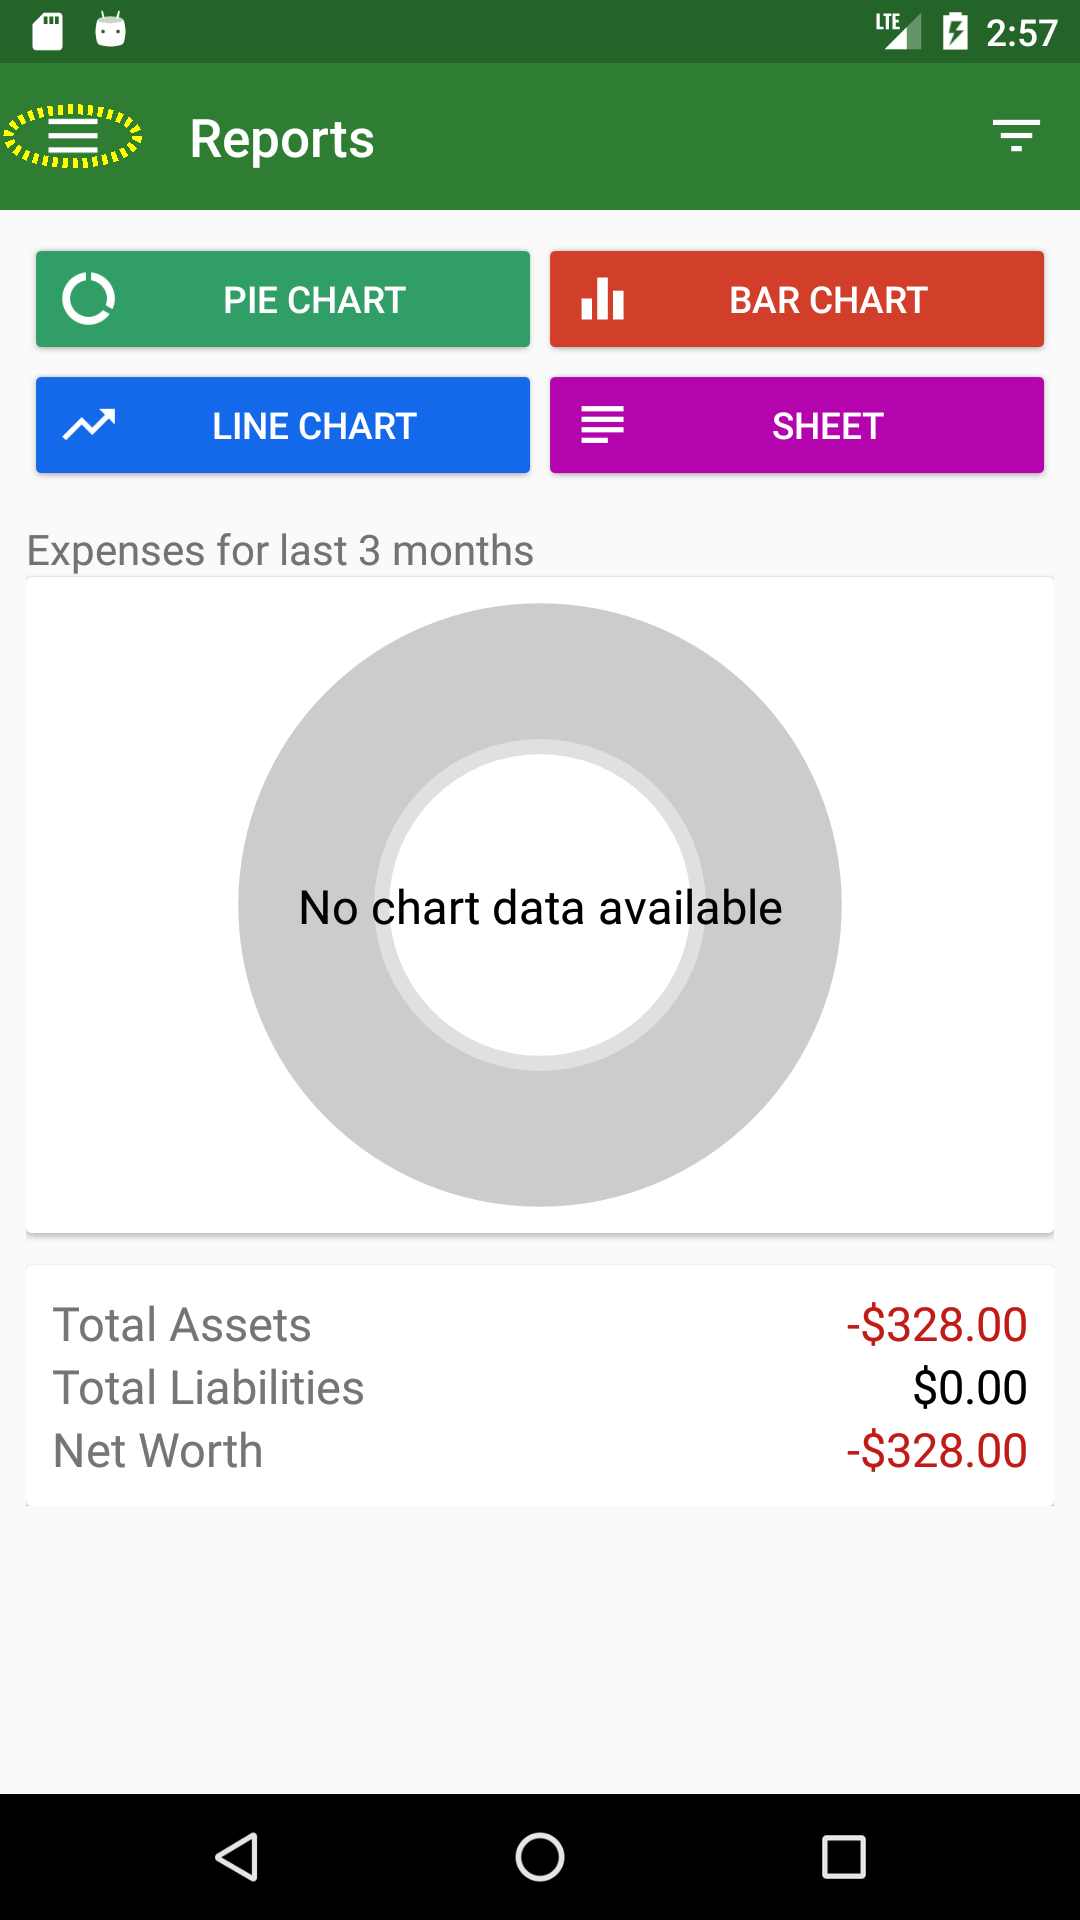 LTE 2:57
Reports
PIE CHART
BAR CHART
LINE CHART
SHEET
Expenses for last 3 months
No chart data available
Total Assets -$328.00
Total Liabilities $0.00
Net Worth -$328.00